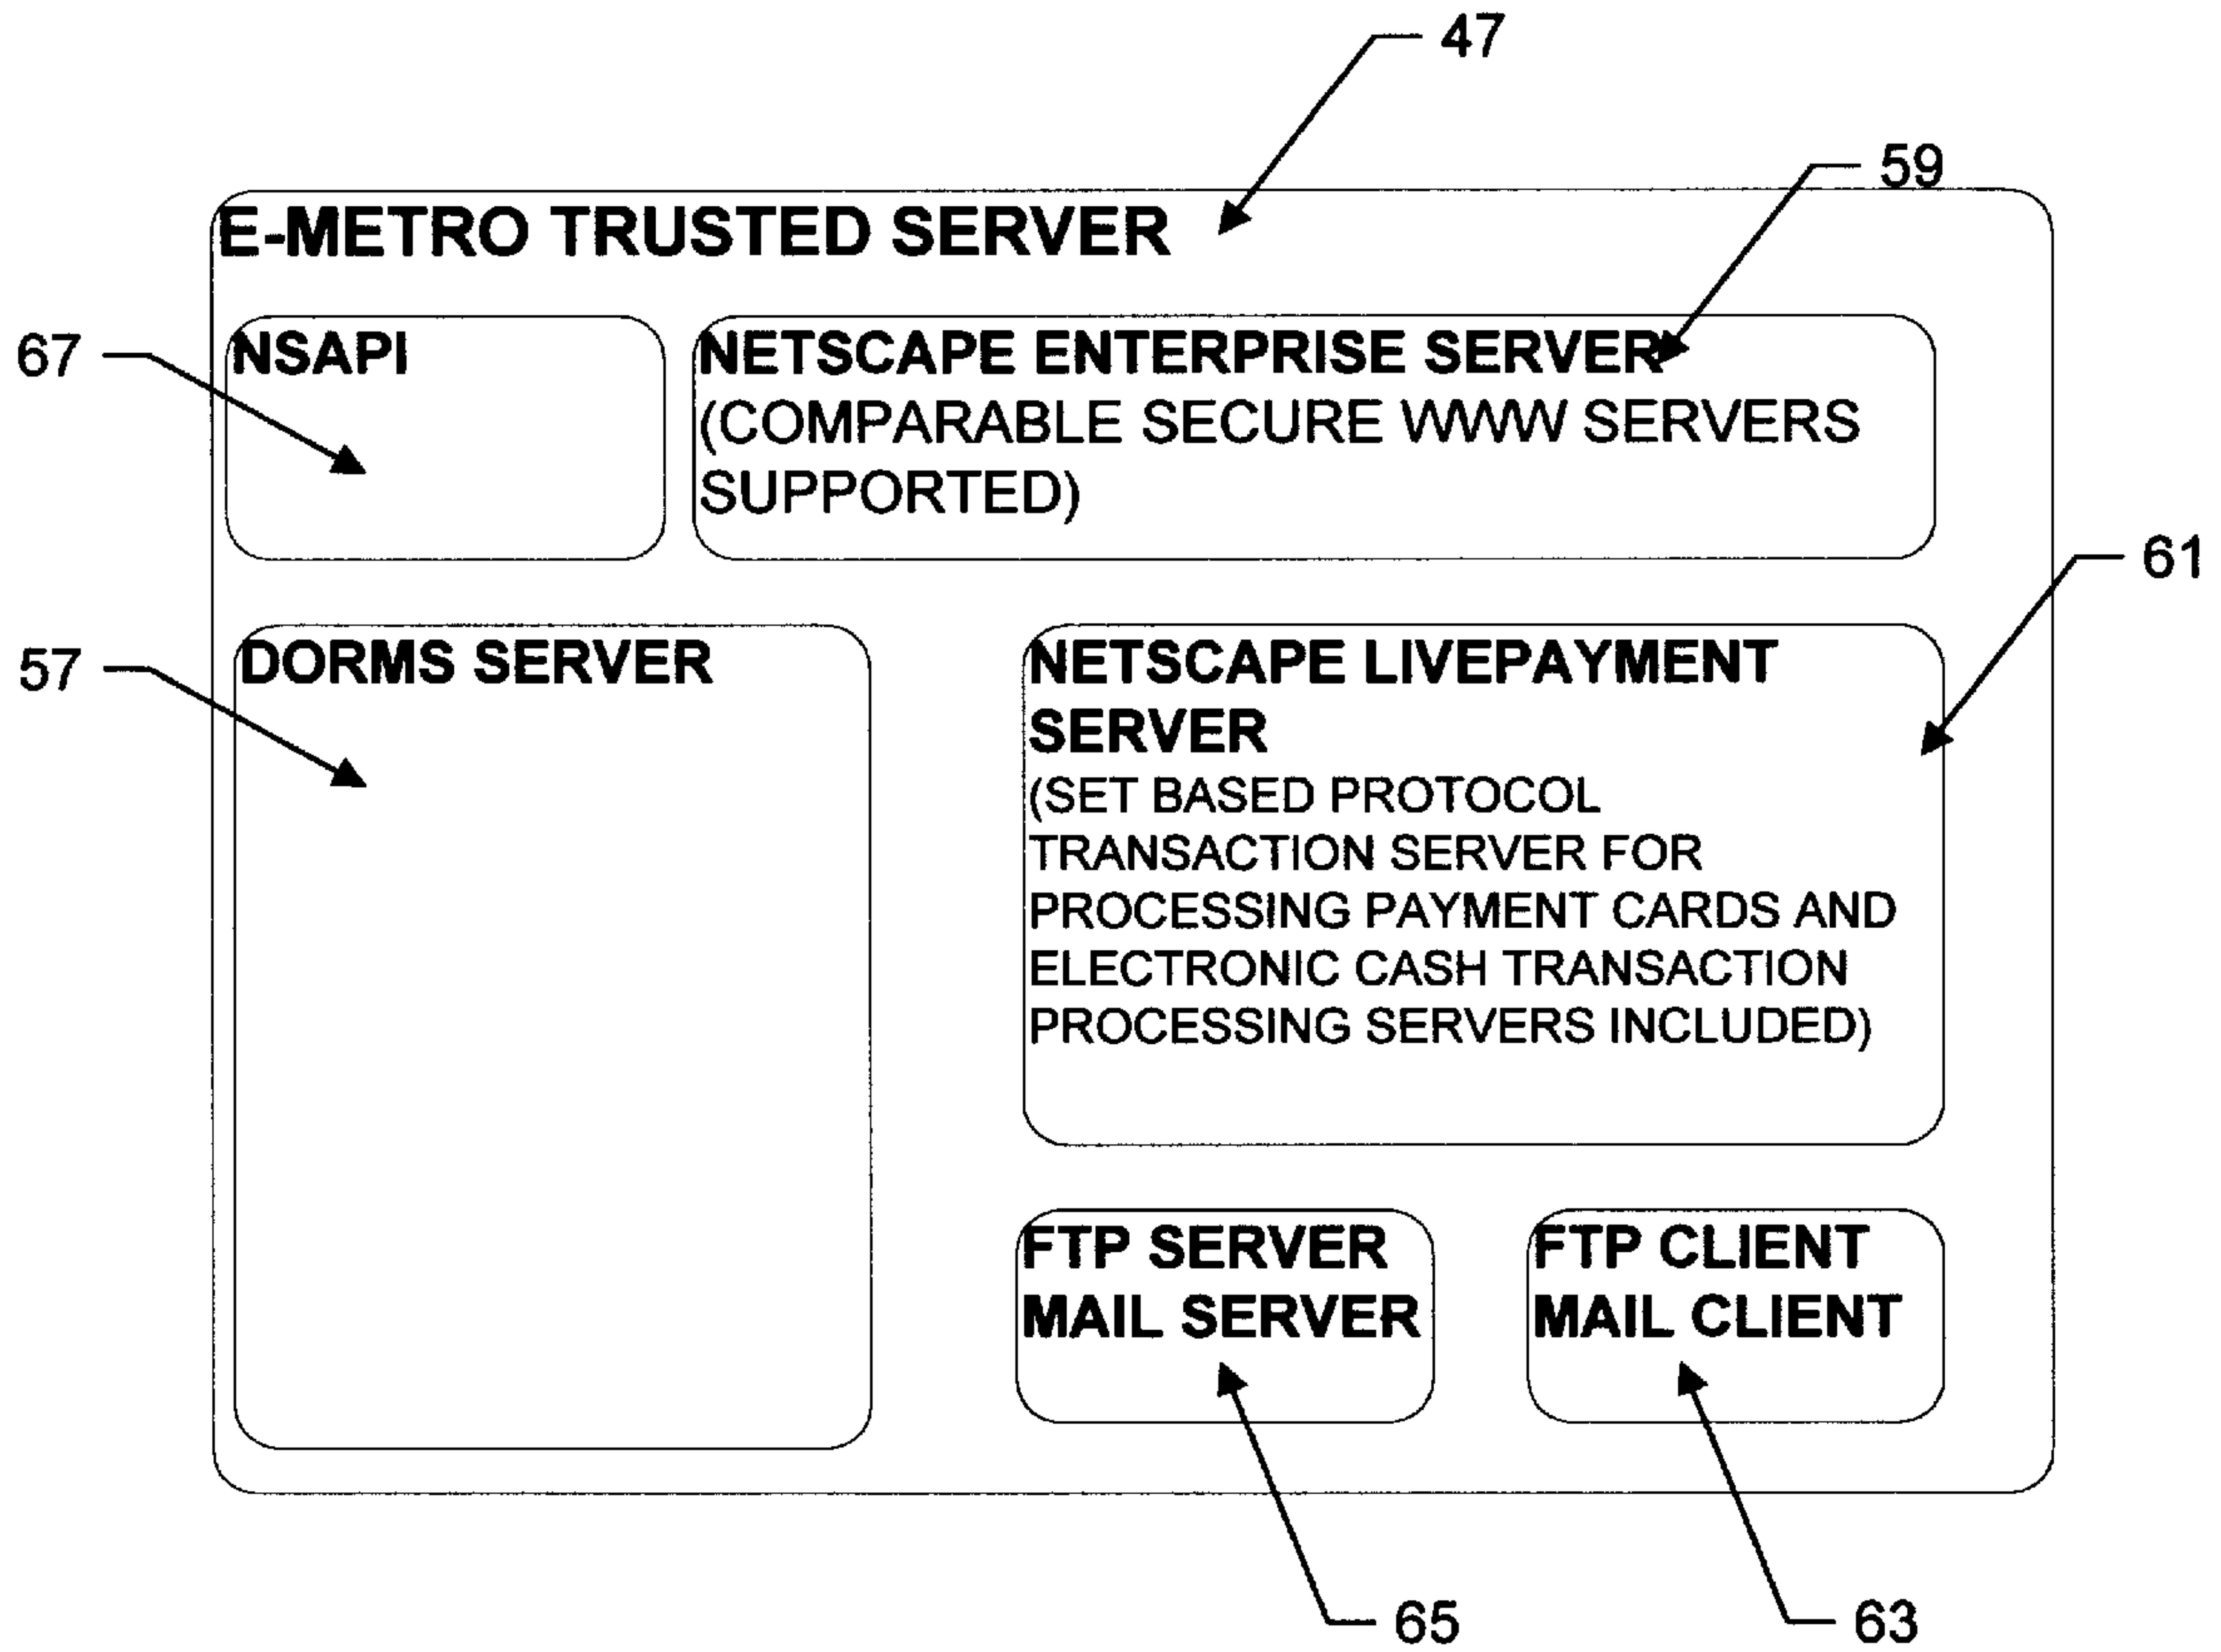 47
59
E-METRO TRUSTED SERVER
67
NSAPI
NETSCAPE ENTERPRISE SERVER
(COMPARABLE SECURE WWW SERVERS
SUPPORTED)
61
57
DORMS SERVER
NETSCAPE LIVEPAYMENT
SERVER
(SET BASED PROTOCOL
TRANSACTION SERVER FOR
PROCESSING PAYMENT CARDS AND
ELECTRONIC CASH TRANSACTION
PROCESSING SERVERS INCLUDED)
FTP SERVER
MAIL SERVER
FTP CLIENT
MAIL CLIENT
65
63